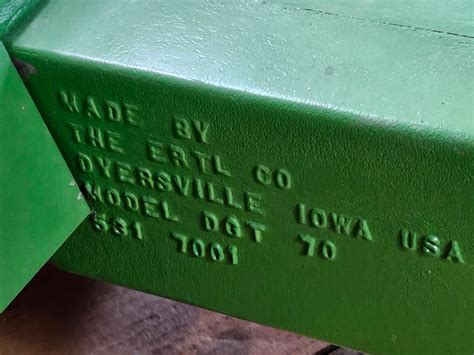 MADE BY
THE ERTL CO
DYERSVILLE IOWA USA
MODEL DGT 70
531 7001